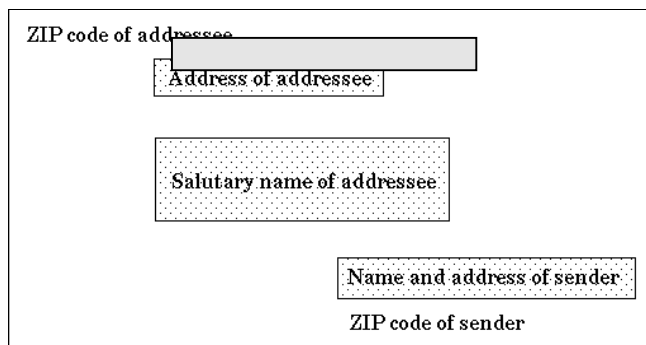 ZIP code of addressee
Address of addressee
Salutary name of addressee
Name and address of sender
ZIP code of sender